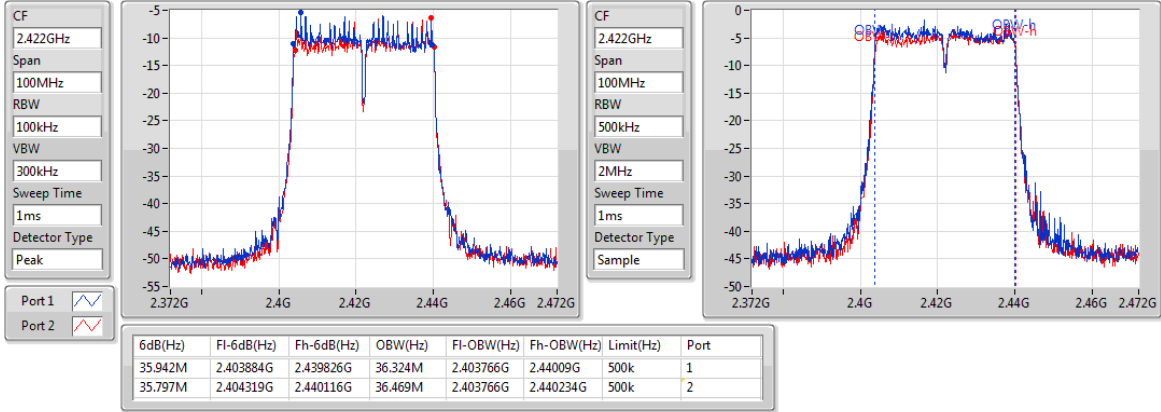 CF
2.422GHz
Span
100MHz
RBW
100kHz
VBW
300kHz
Sweep Time
1ms
Detector Type
Peak
Port 1
Port 2
-5
-10
-15
-20
-25
-30
-35
-40
-45
-50
-55
2.372G 2.4G 2.42G 2.44G 2.46G 2.472G
CF
2.422GHz
Span
100MHz
RBW
500kHz
VBW
2MHz
Sweep Time
1ms
Detector Type
Sample
0
-5
-10
-15
-20
-25
-30
-35
-40
-45
-50
OBW-h
OBW-h
2.372G 2.4G 2.42G 2.44G 2.46G 2.472G
6dB(Hz) Fl-6dB(Hz) Fh-6dB(Hz) OBW(Hz) Fl-OBW(Hz) Fh-OBW(Hz) Limit(Hz) Port
35.942M 2.403884G 2.439826G 36.324M 2.403766G 2.44009G 500k 1
35.797M 2.404319G 2.440116G 36.469M 2.403766G 2.440234G 500k 2